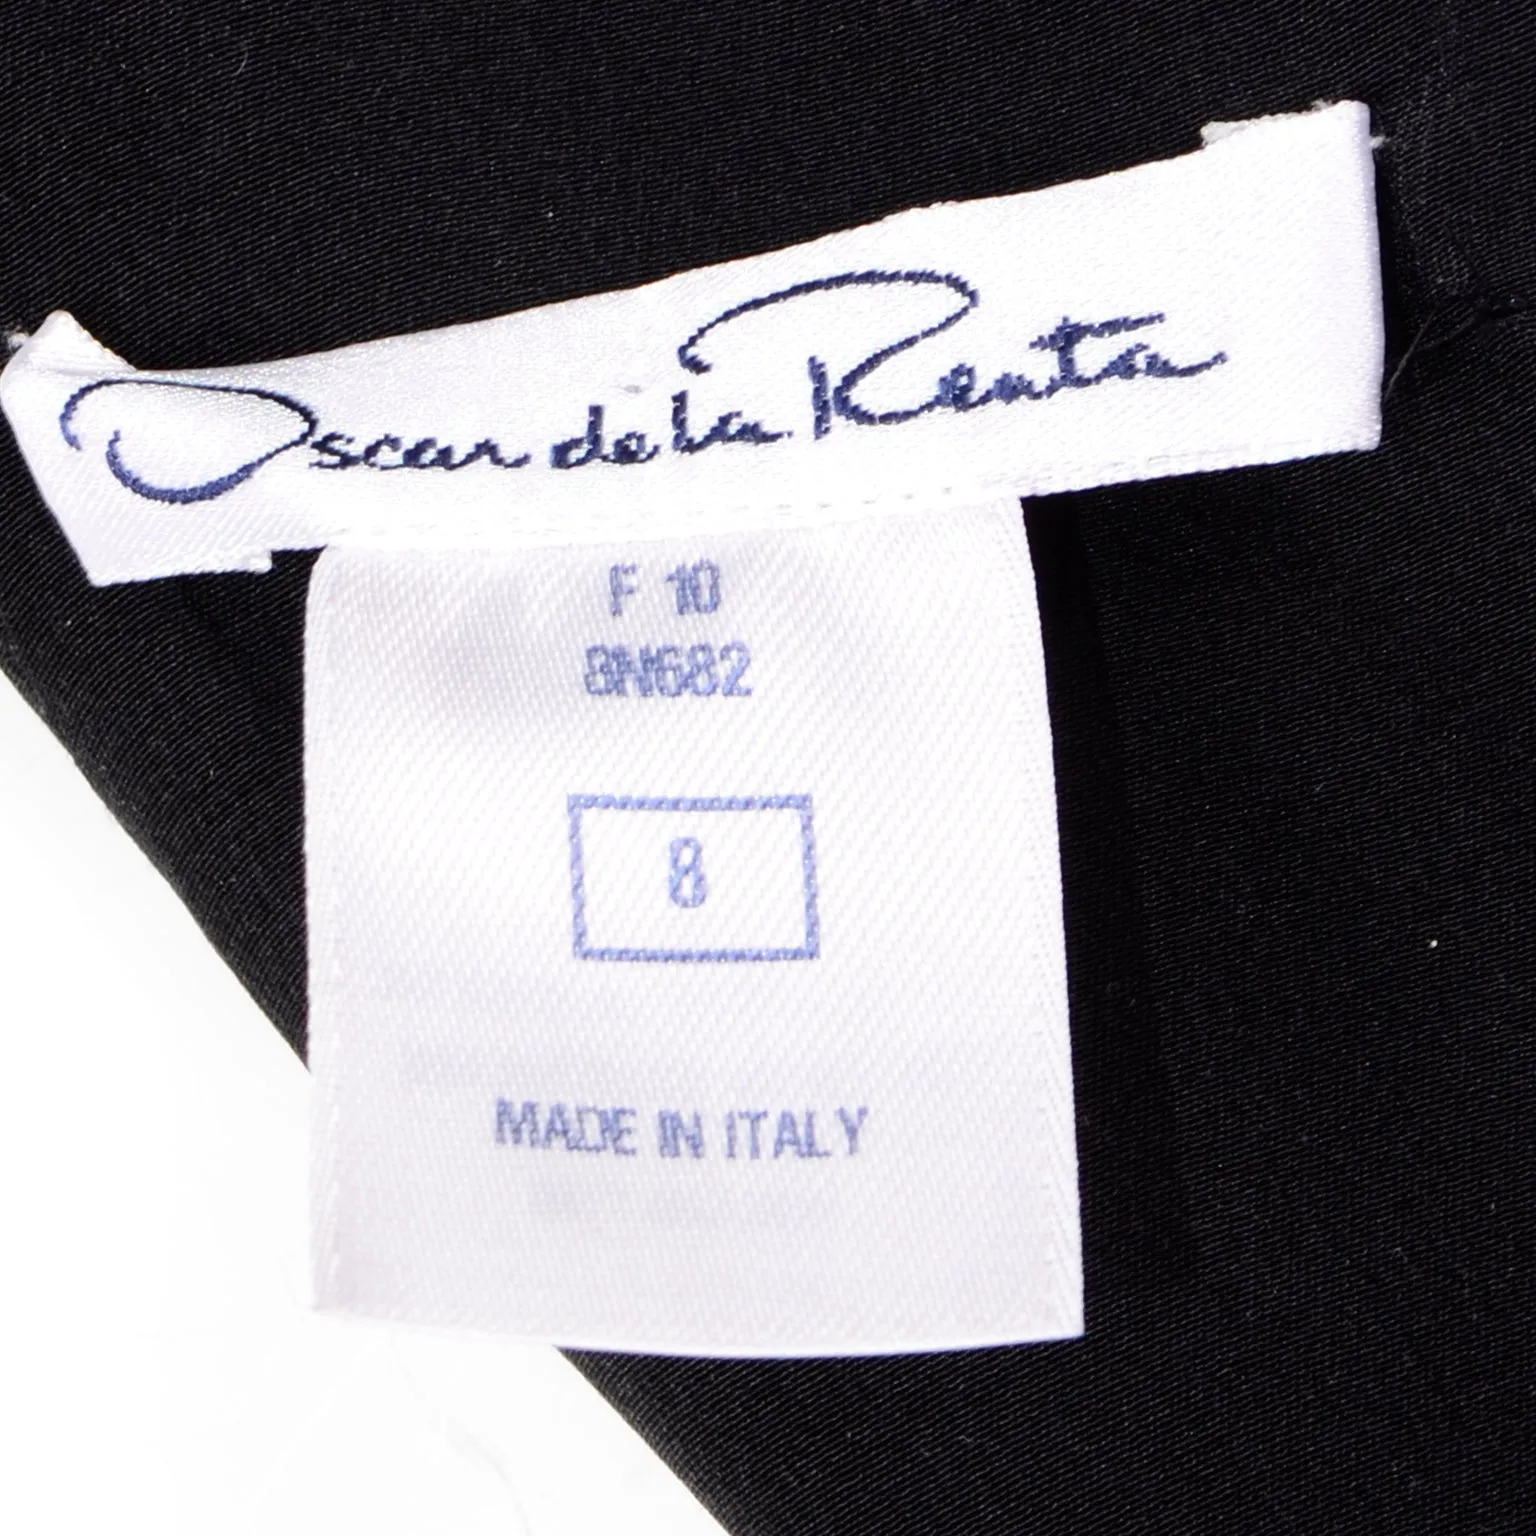 Oscar de la Renta
F 10
8N682
8
MADE IN ITALY